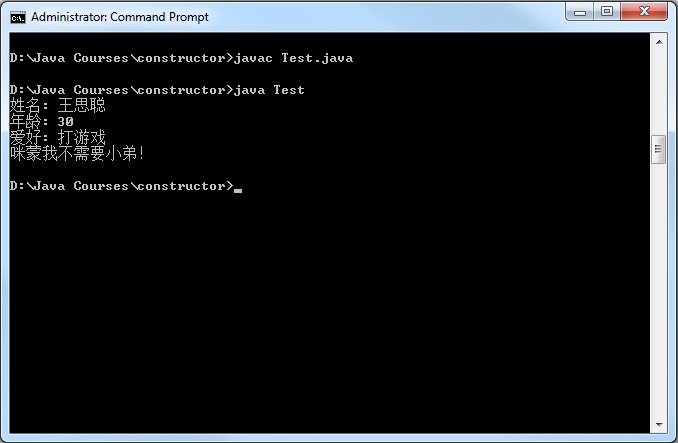 Administrator: Command Prompt
D:\Java Courses\constructor>javac Test.java
D:\Java Courses\constructor>java Test
姓名: 王思聪
年龄: 30
爱好: 打游戏
咪蒙我不需要小弟!
D:\Java Courses\constructor>